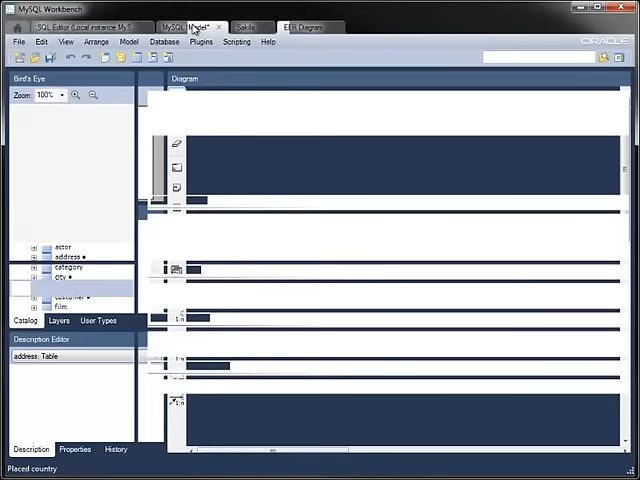 MySQL Workbench
SQL Editor (Local instance MyS
MySQL Model* ×
Sakila
EER Diagram
File Edit View Arrange Model Database Plugins Scripting Help
ORACLE
Bird's Eye
Diagram
Zoom: 100%
actor
address
category
city
customer
film
Catalog Layers User Types
Description Editor
address: Table
Description Properties History
Placed country